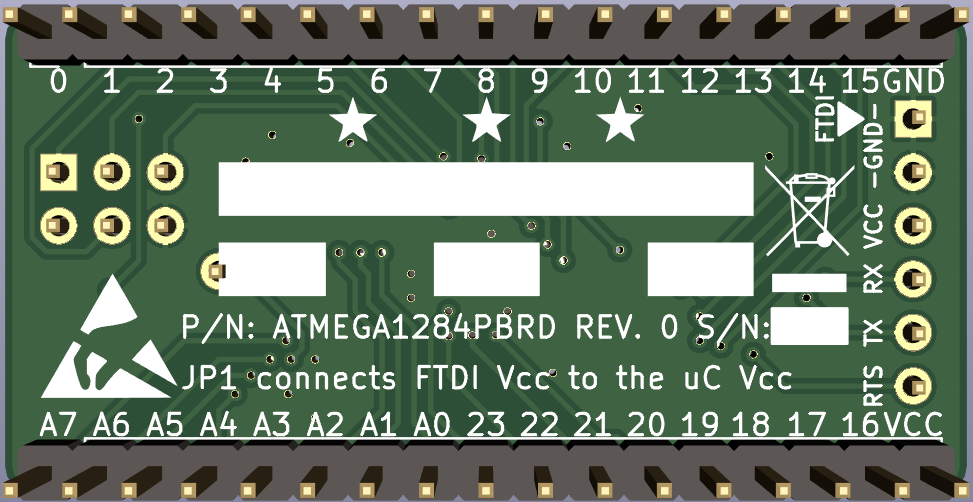 0 1 2 3 4 5 6 7 8 9 10 11 12 13 14 15 GND
FTDI
-GND-
VCC
RX
TX
RTS
P/N: ATMEGA1284PBRD REV. 0 S/N:
JP1 connects FTDI Vcc to the uC Vcc
A7 A6 A5 A4 A3 A2 A1 A0 23 22 21 20 19 18 17 16 VCC